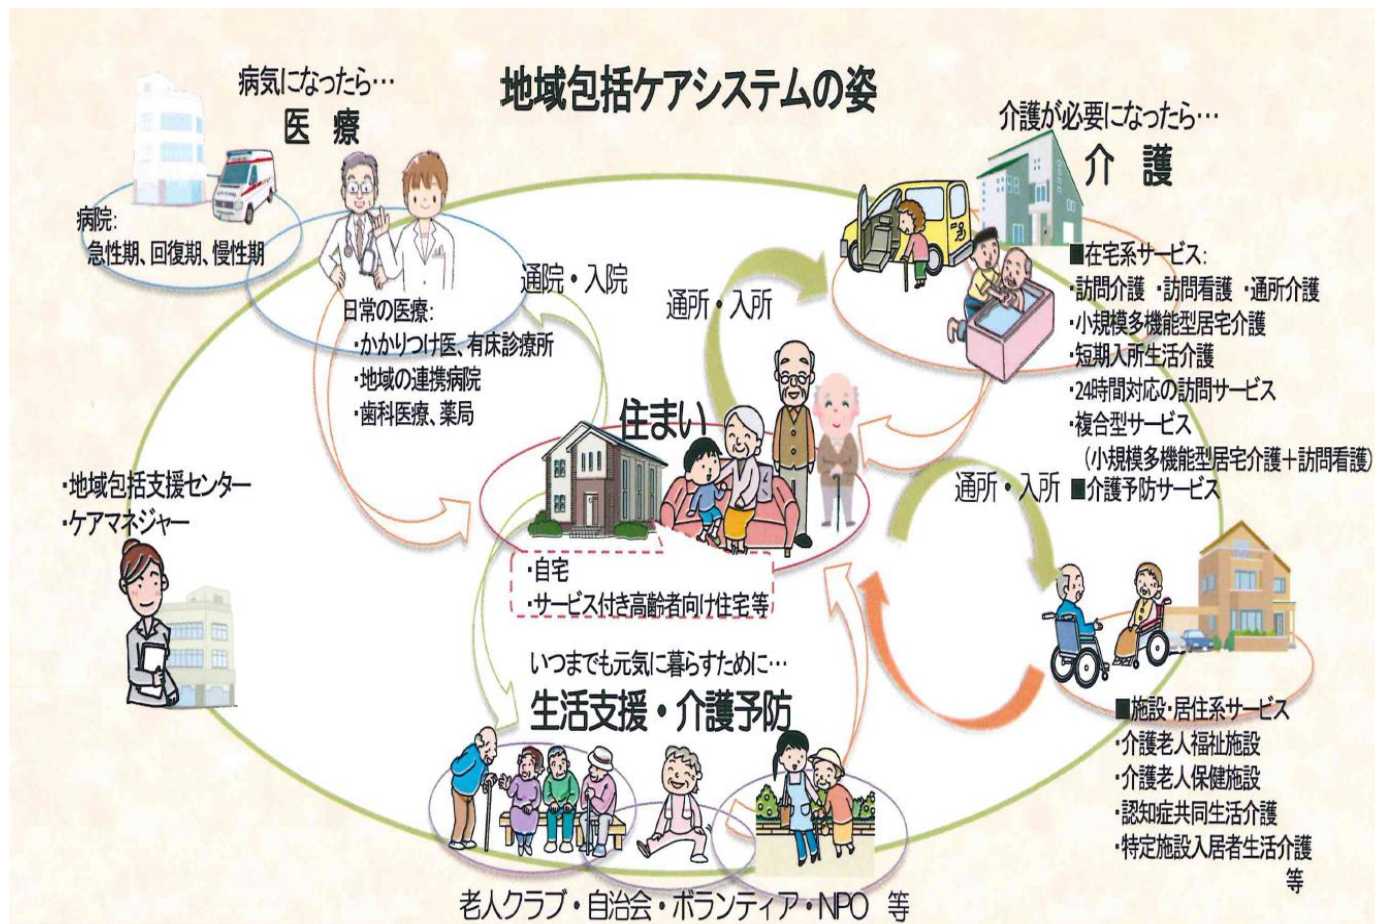 地域包括ケアシステムの姿
病気になったら…
医 療
病院:
急性期、回復期、慢性期
日常の医療:
・かかりつけ医、有床診療所
・地域の連携病院
・歯科医療、薬局
通院・入院
通所・入所
介護が必要になったら…
介 護
■在宅系サービス:
・訪問介護 ・訪問看護 ・通所介護
・小規模多機能型居宅介護
・短期入所生活介護
・24時間対応の訪問サービス
・複合型サービス
(小規模多機能型居宅介護+訪問看護)
■介護予防サービス
通所・入所
住まい
・自宅
・サービス付き高齢者向け住宅等
・地域包括支援センター
・ケアマネジャー
いつまでも元気に暮らすために…
生活支援・介護予防
老人クラブ・自治会・ボランティア・NPO 等
■施設・居住系サービス
・介護老人福祉施設
・介護老人保健施設
・認知症共同生活介護
・特定施設入居者生活介護
等